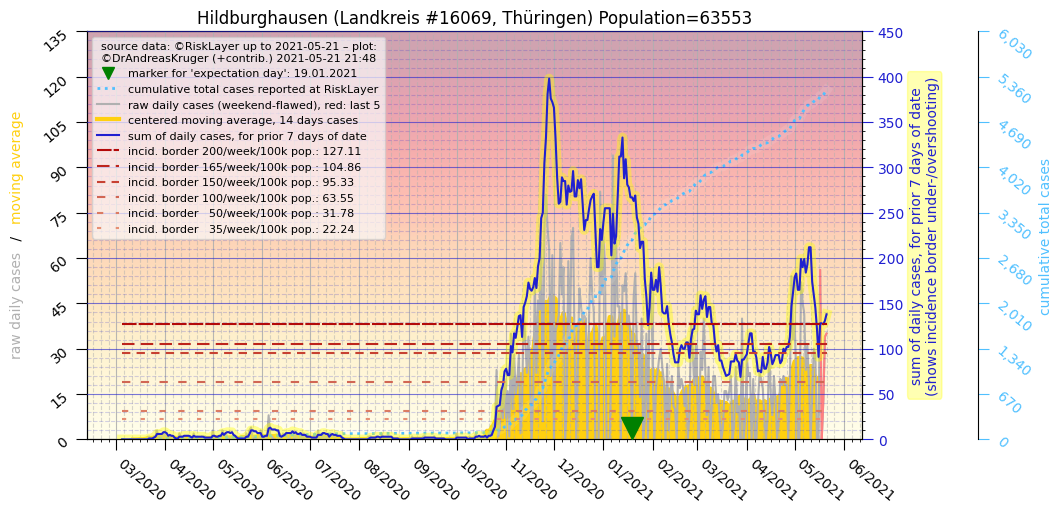 Hildburghausen (Landkreis #16069, Thüringen) Population=63553
source data: ©RiskLayer up to 2021-05-21 – plot:
©DrAndreasKruger (+contrib.) 2021-05-21 21:48
marker for 'expectation day': 19.01.2021
cumulative total cases reported at RiskLayer
raw daily cases (weekend-flawed), red: last 5
centered moving average, 14 days cases
sum of daily cases, for prior 7 days of date
incid. border 200/week/100k pop.: 127.11
incid. border 165/week/100k pop.: 104.86
incid. border 150/week/100k pop.: 95.33
incid. border 100/week/100k pop.: 63.55
incid. border   50/week/100k pop.: 31.78
incid. border   35/week/100k pop.: 22.24
raw daily cases  /  moving average
135
120
105
90
75
60
45
30
15
0
03/2020
04/2020
05/2020
06/2020
07/2020
08/2020
09/2020
10/2020
11/2020
12/2020
01/2021
02/2021
03/2021
04/2021
05/2021
06/2021
450
400
350
300
250
200
150
100
50
0
sum of daily cases, for prior 7 days of date
(shows incidence border under-/overshooting)
6,030
5,360
4,690
4,020
3,350
2,680
2,010
1,340
670
0
cumulative total cases